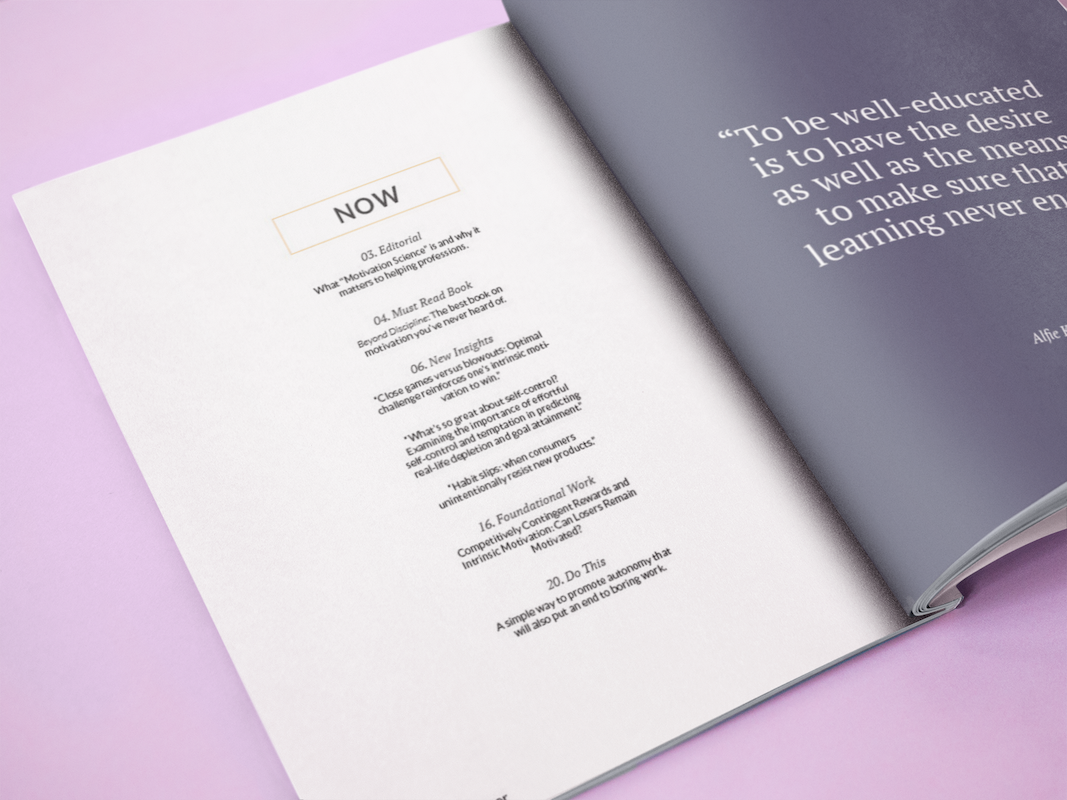 NOW
03. Editorial
What "Motivation Science" is and why it
matters to helping professions.
04. Must Read Book
Beyond Discipline: The best book on
motivation you've never heard of.
06. New Insights
"Close games versus blowouts: Optimal
challenge reinforces one's intrinsic moti-
vation to win."
"What's so great about self-control?
Examining the importance of effortful
self-control and temptation in predicting
real-life depletion and goal attainment."
"Habit slips: when consumers
unintentionally resist new products."
16. Foundational Work
Competitively Contingent Rewards and
Intrinsic Motivation: Can Losers Remain
Motivated?
20. Do This
A simple way to promote autonomy that
will also put an end to boring work.
“To be well-educated
is to have the desire
as well as the means
to make sure that
learning never en
Alfie